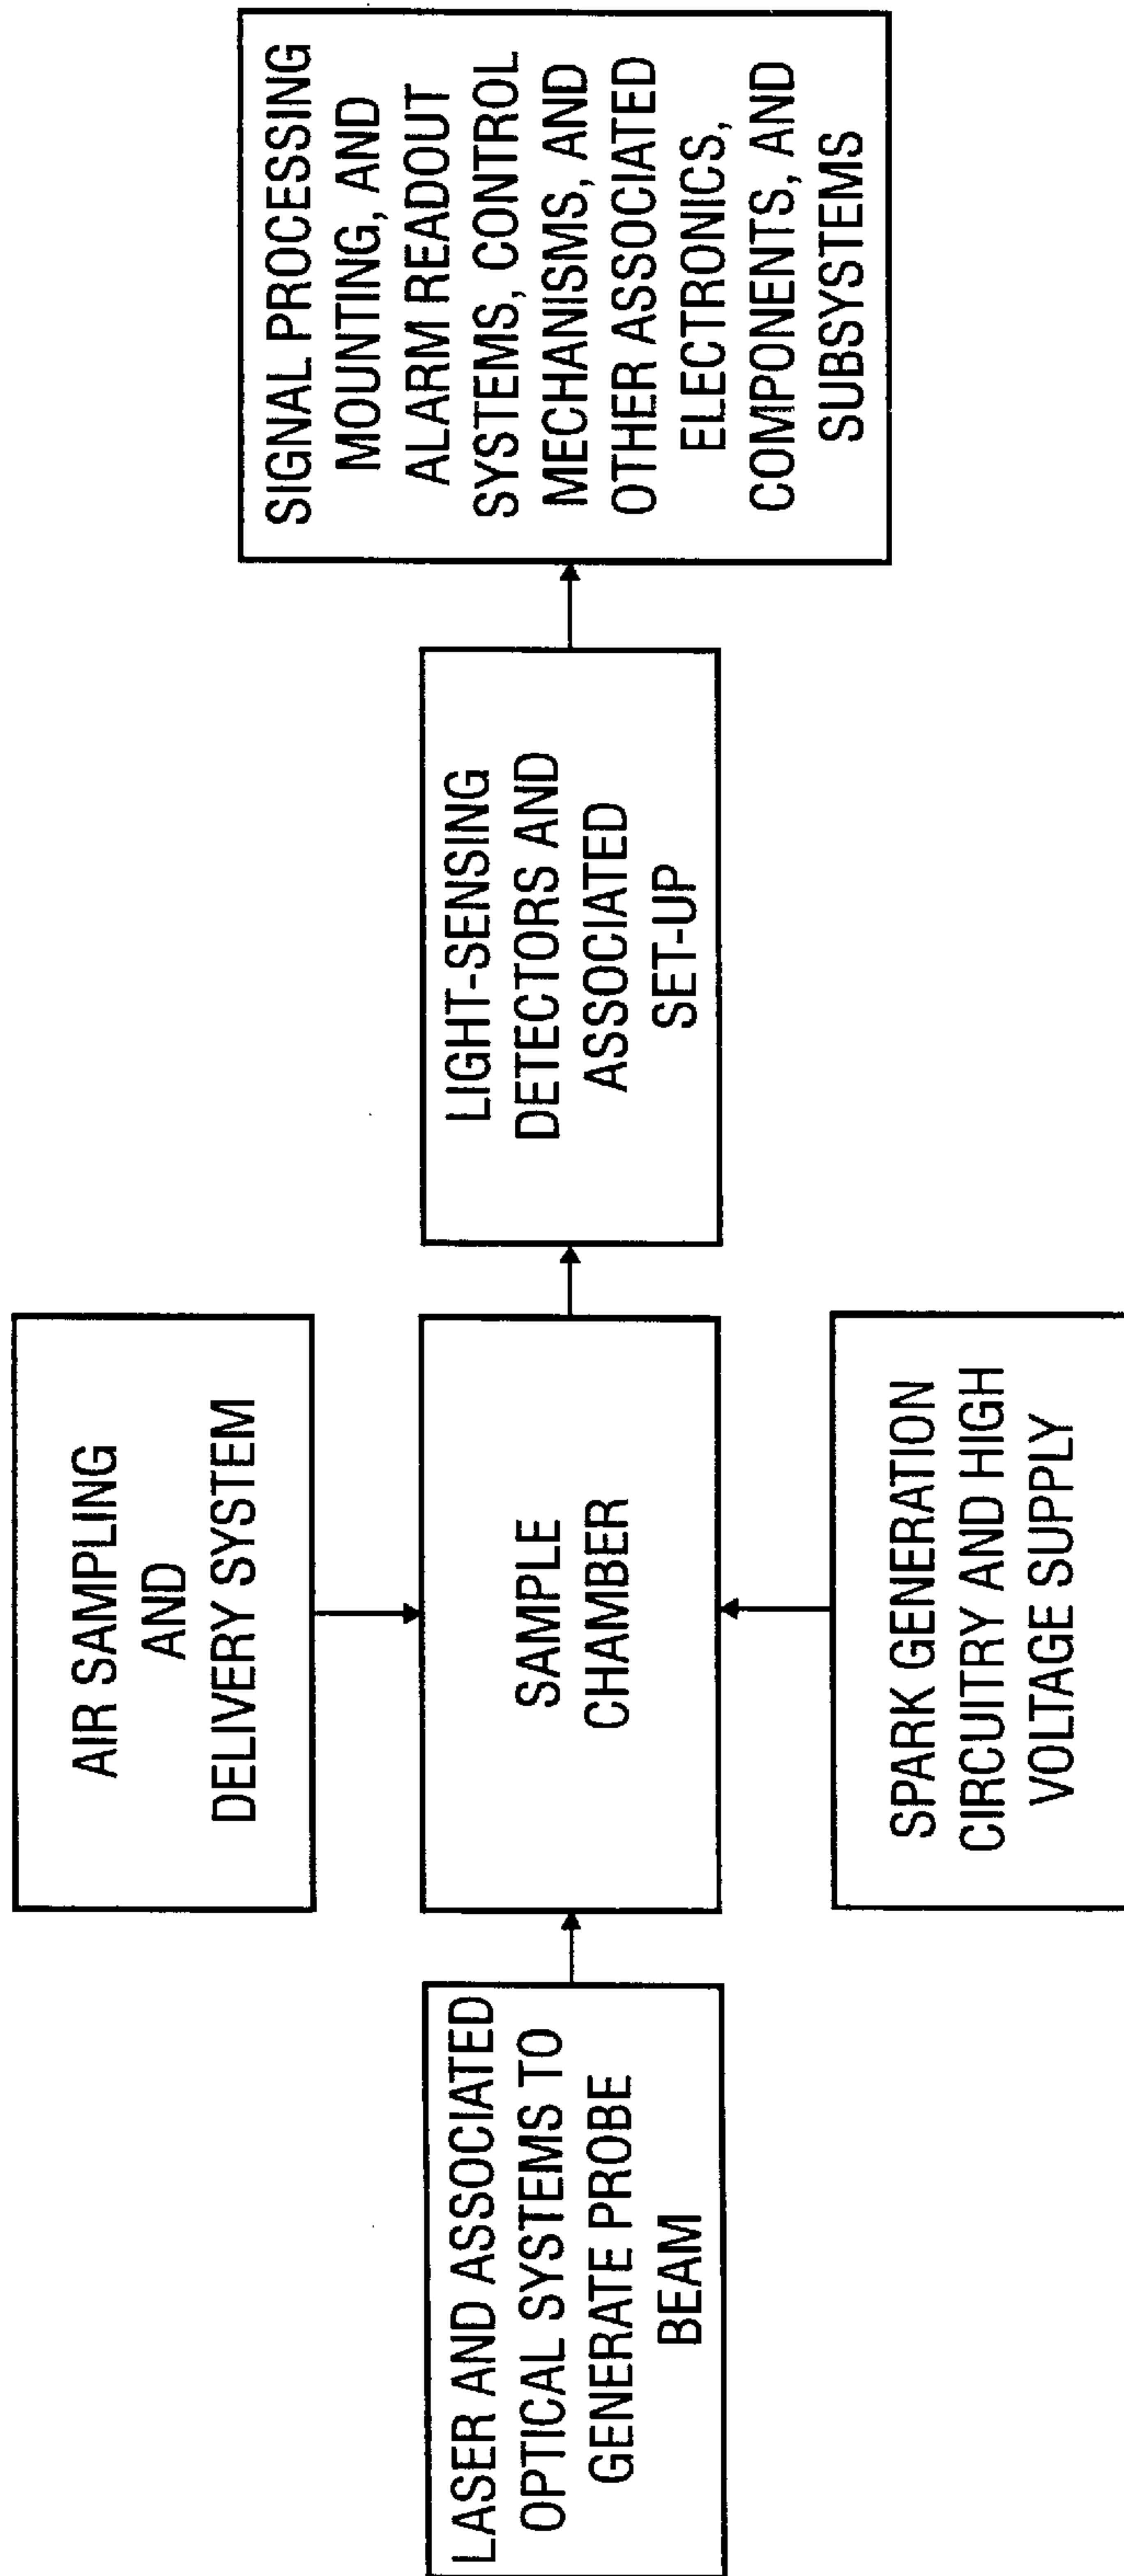 AIR SAMPLING
AND
DELIVERY SYSTEM
LASER AND ASSOCIATED
OPTICAL SYSTEMS TO
GENERATE PROBE
BEAM
SAMPLE
CHAMBER
LIGHT-SENSING
DETECTORS AND
ASSOCIATED
SET-UP
SIGNAL PROCESSING
MOUNTING, AND
ALARM READOUT
SYSTEMS, CONTROL
MECHANISMS, AND
OTHER ASSOCIATED
ELECTRONICS,
COMPONENTS, AND
SUBSYSTEMS
SPARK GENERATION
CIRCUITRY AND HIGH
VOLTAGE SUPPLY